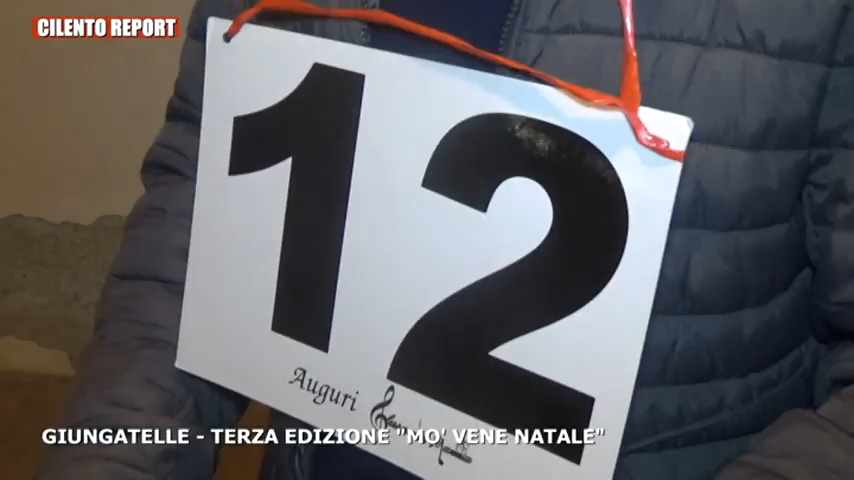 CILENTO REPORT
12
Auguri
GIUNGATELLE - TERZA EDIZIONE "MO' VENE NATALE"